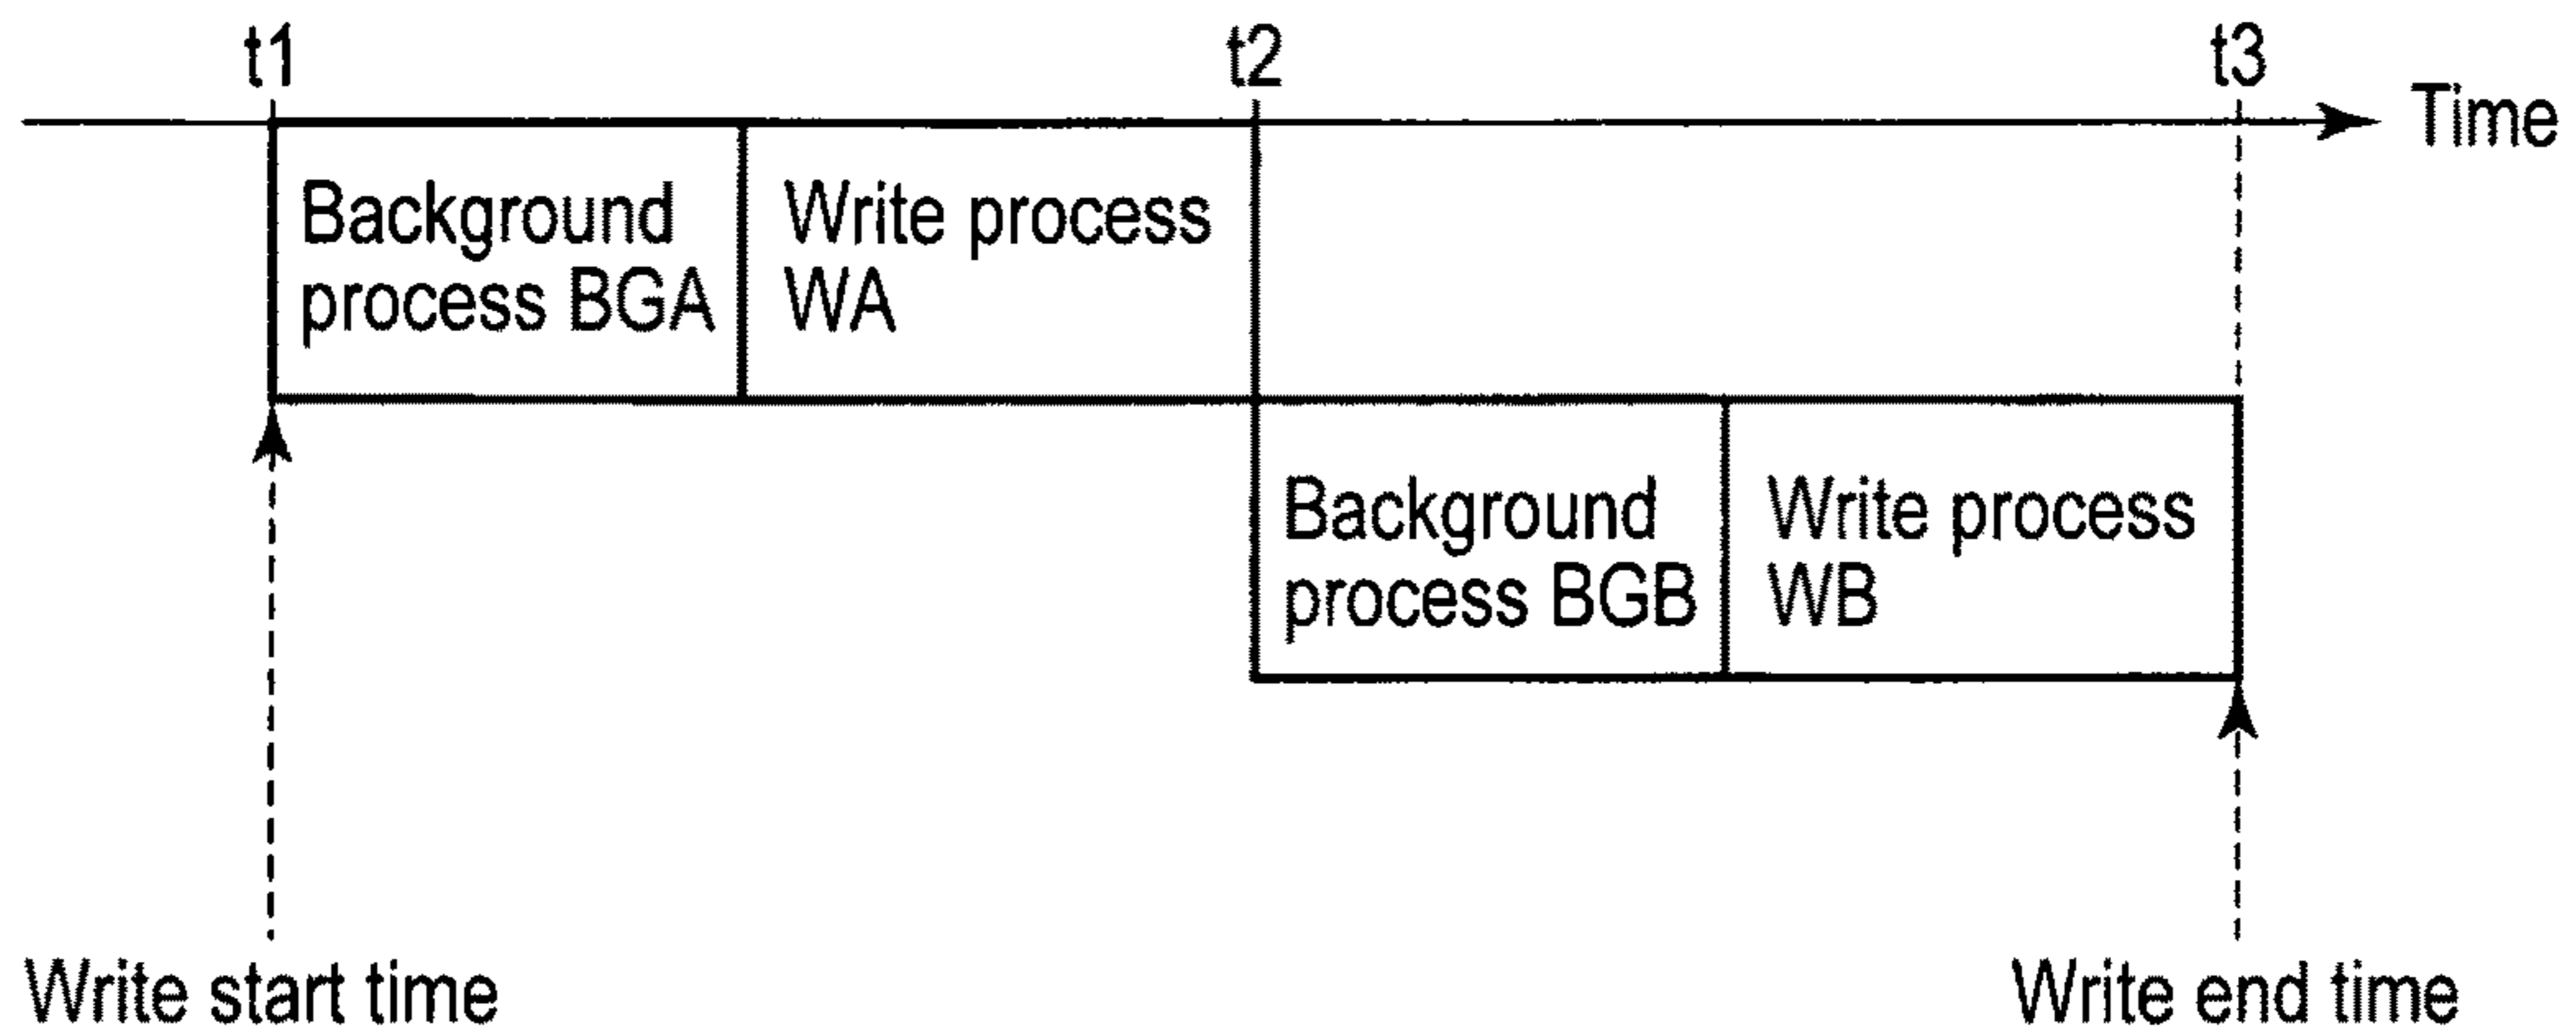 t1
t2
t3
Time
Background
process BGA
Write process
WA
Background
process BGB
Write process
WB
Write start time
Write end time